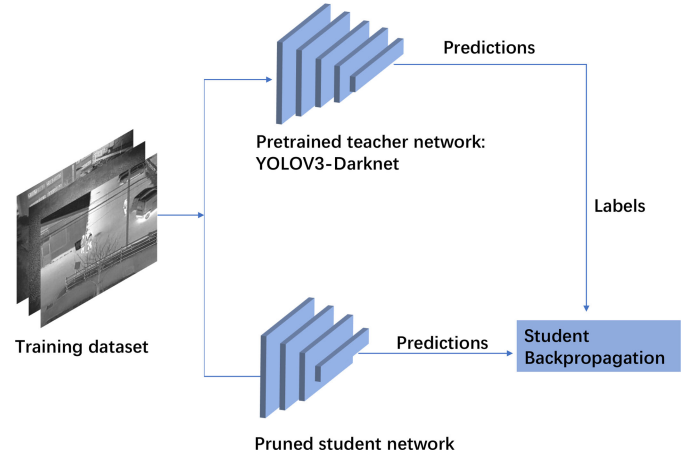 Predictions
Pretrained teacher network:
YOLOV3-Darknet
Labels
Training dataset
Predictions
Student
Backpropagation
Pruned student network